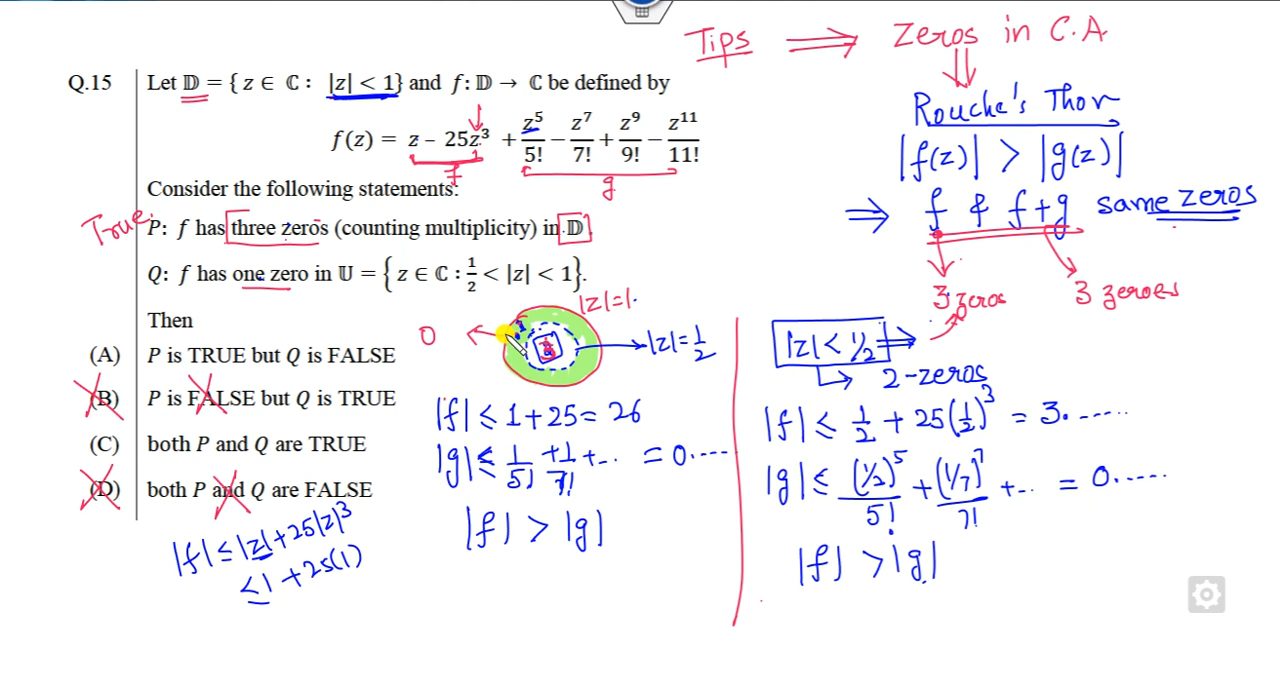 Tips ⟹ Zeros in C.A
Q.15 Let 𝔻 = { z ∈ ℂ : |z| < 1} and f: 𝔻 → ℂ be defined by
f(z) = z − 25z³ + z⁵/5! − z⁷/7! + z⁹/9! − z¹¹/11!
f g
Rouche's Thor
|f(z)| > |g(z)|
⟹ f & f+g same zeros
3 zeros 3 zeroes
Consider the following statements:
True.
P: f has three zeros (counting multiplicity) in 𝔻.
Q: f has one zero in 𝕌 = { z ∈ ℂ : 1/2 < |z| < 1}.
Then
(A) P is TRUE but Q is FALSE
(B) P is FALSE but Q is TRUE
(C) both P and Q are TRUE
(D) both P and Q are FALSE
|z|=1.
0
|z|=1/2
|f| ≤ 1+25 = 26
|g| ≤ 1/5! + 1/7! + ... = 0.....
|f| > |g|
|f| ≤ |z| + 25|z|³
≤ 1 + 25(1)
|z| < 1/2 ⟹
2-zeros
|f| ≤ 1/2 + 25(1/2)³ = 3.......
|g| ≤ (1/2)⁵/5! + (1/7)⁷/7! + ... = 0......
|f| > |g|